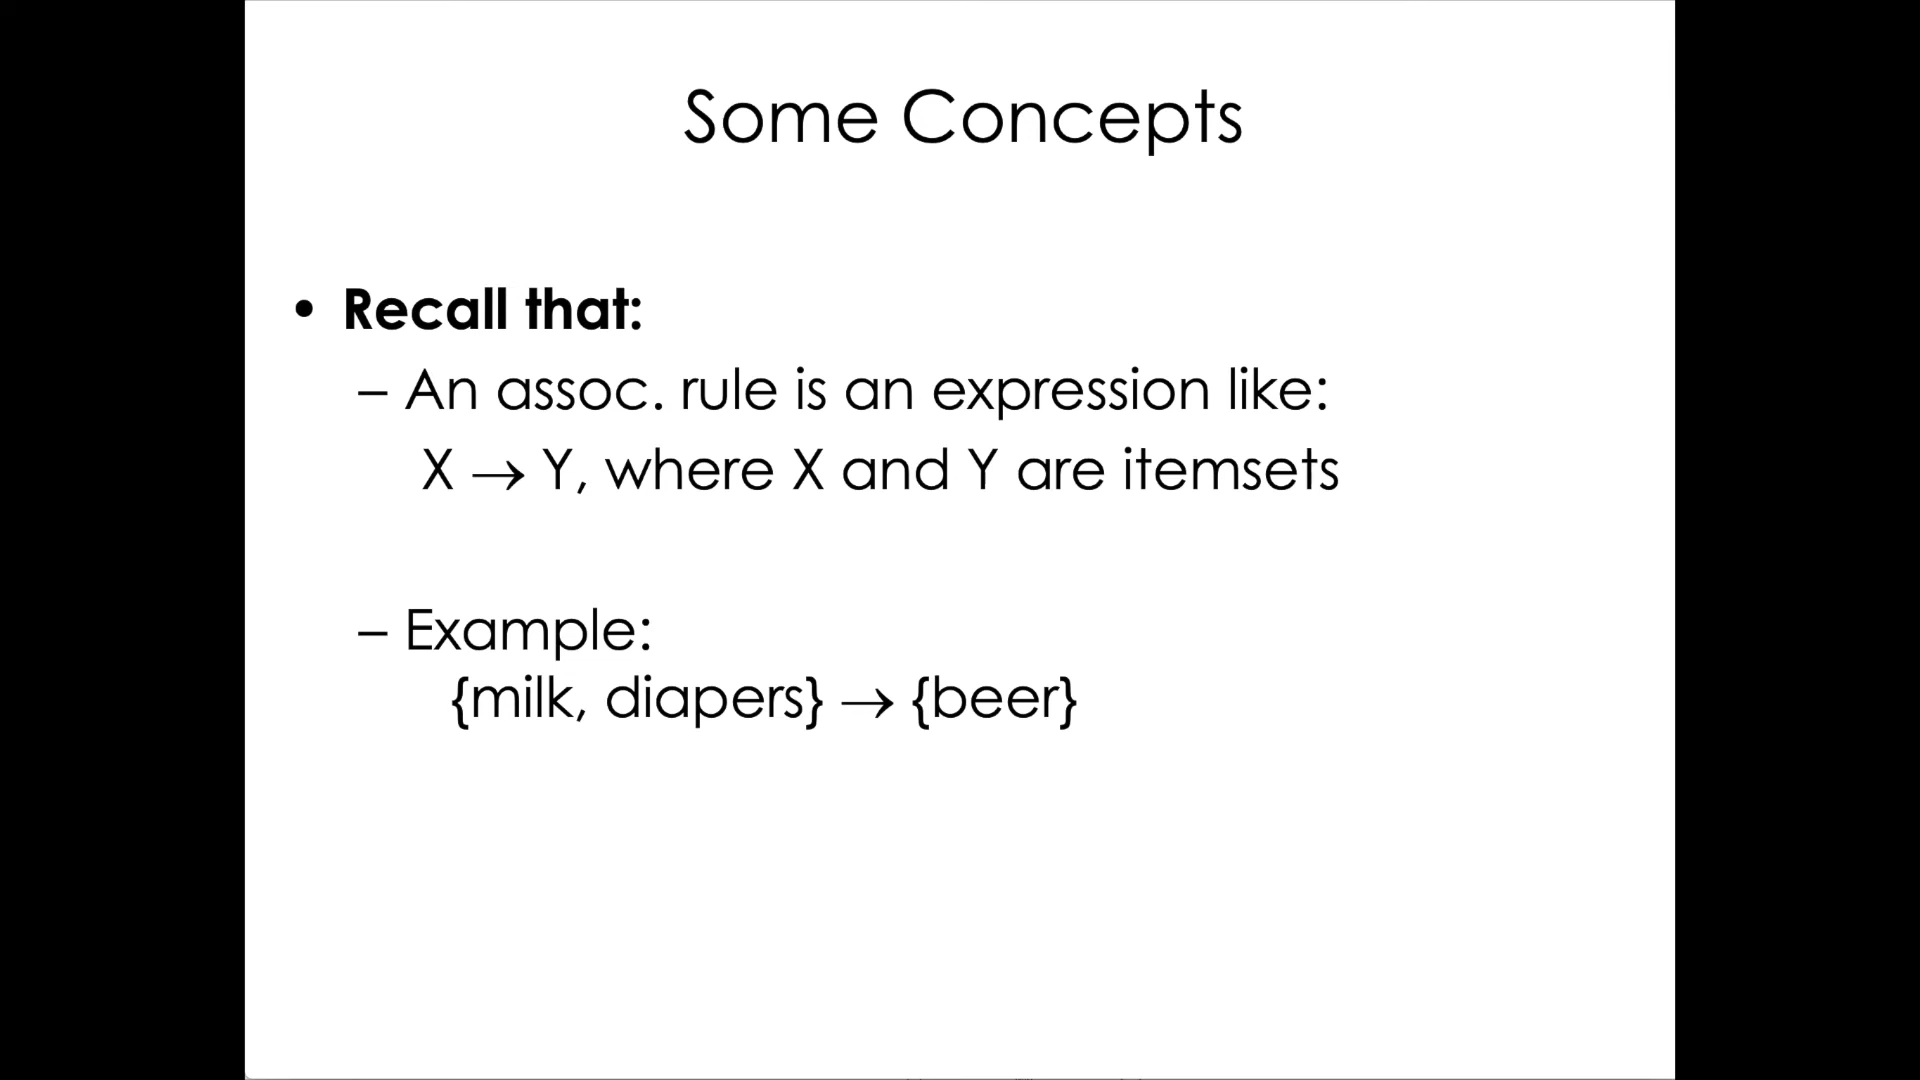 Some Concepts
• Recall that:
– An assoc. rule is an expression like:
X → Y, where X and Y are itemsets
– Example:
{milk, diapers} → {beer}